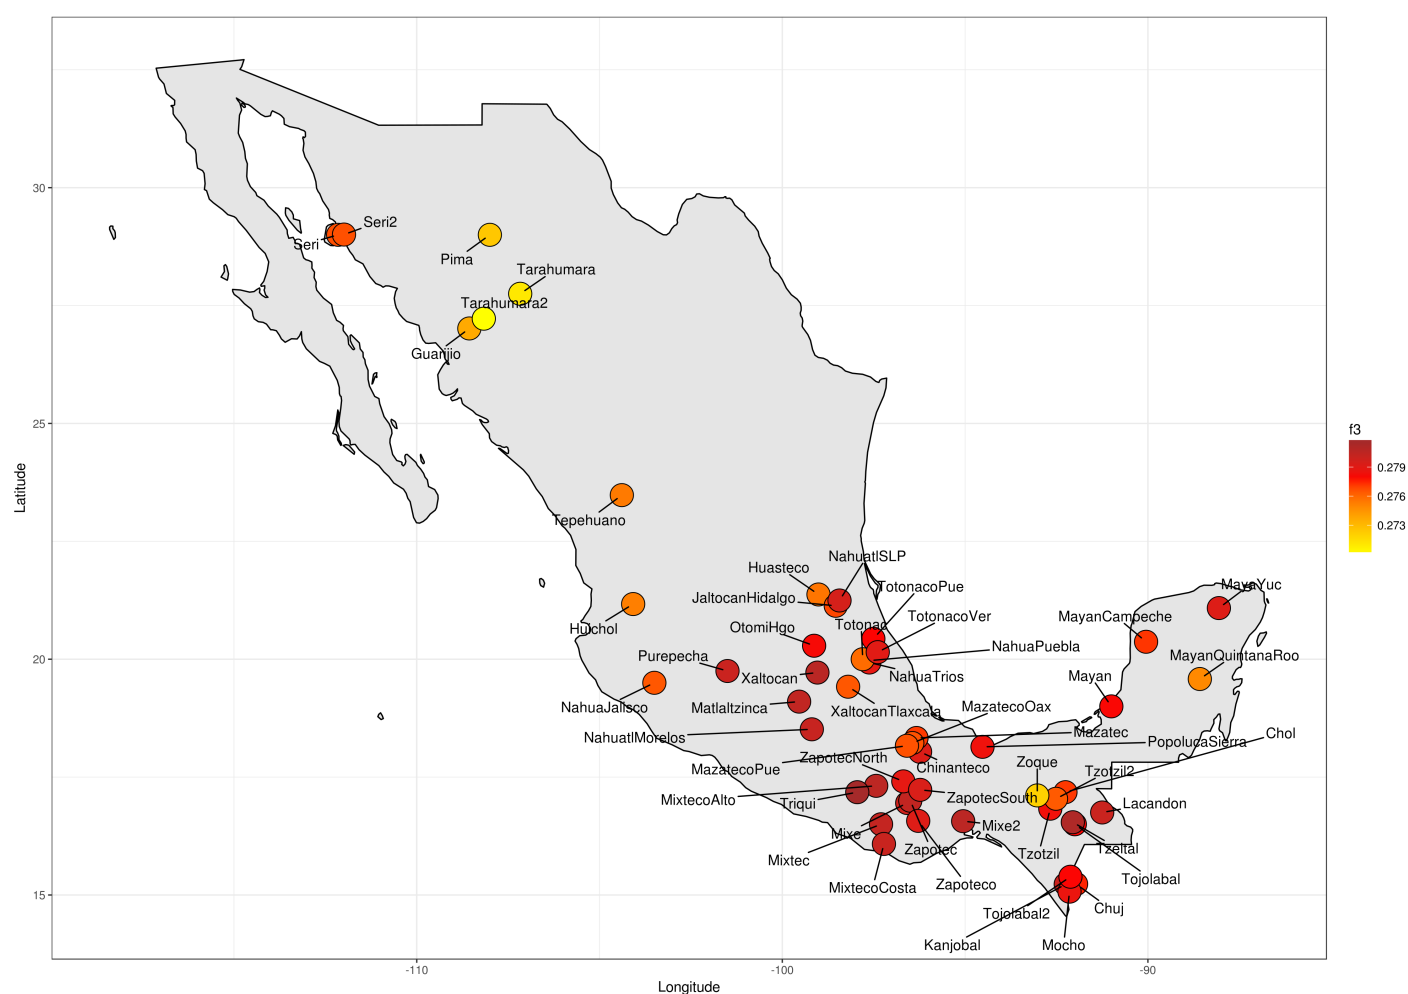 30
25
20
15
-110
-100
-90
Latitude
Longitude
f3
0.279
0.276
0.273
Seri2
Seri
Pima
Tarahumara
Tarahumara2
Guarijio
Tepehuano
NahuatlSLP
Huasteco
TotonacoPue
MayaYuc
JaltocanHidalgo
TotonacoVer
MayanCampeche
Huichol
OtomiHgo
Totonac
NahuaPuebla
Purepecha
MayanQuintanaRoo
Xaltocan
NahuaTrios
Mayan
NahuaJalisco
Matlaltzinca
XaltocanTlaxcala
MazatecoOax
NahuatlMorelos
Mazatec
Chol
PopolucaSierra
ZapotecNorth
MazatecoPue
Chinanteco
Zoque
Tzotzil2
MixtecoAlto
Triqui
ZapotecSouth
Lacandon
Mixe
Mixe2
Mixtec
Zapotec
Tzotzil
Tzeltal
MixtecoCosta
Zapoteco
Tojolabal
Tojolabal2
Chuj
Kanjobal
Mocho